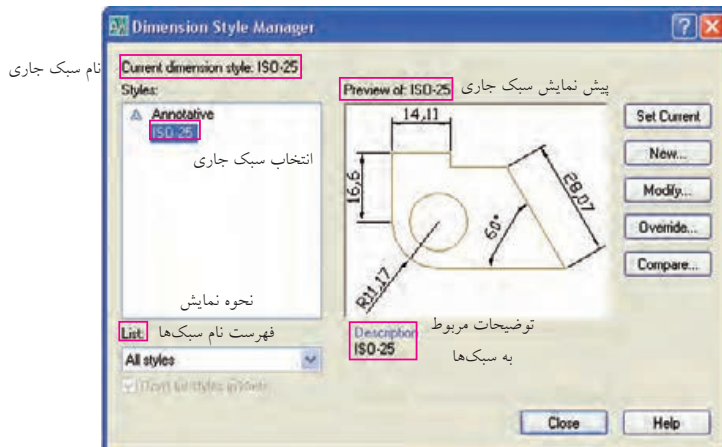 Dimension Style Manager
نام سبک جاری
Current dimension style: ISO-25
Styles:
Annotative
ISO-25
انتخاب سبک جاری
نحوه نمایش
List:
فهرست نام سبک‌ها
All styles
Preview of: ISO-25
پیش نمایش سبک جاری
14,11
16,6
28,07
60°
R11,17
Description
ISO-25
توضیحات مربوط
به سبک‌ها
Set Current
New...
Modify...
Override...
Compare...
Close
Help